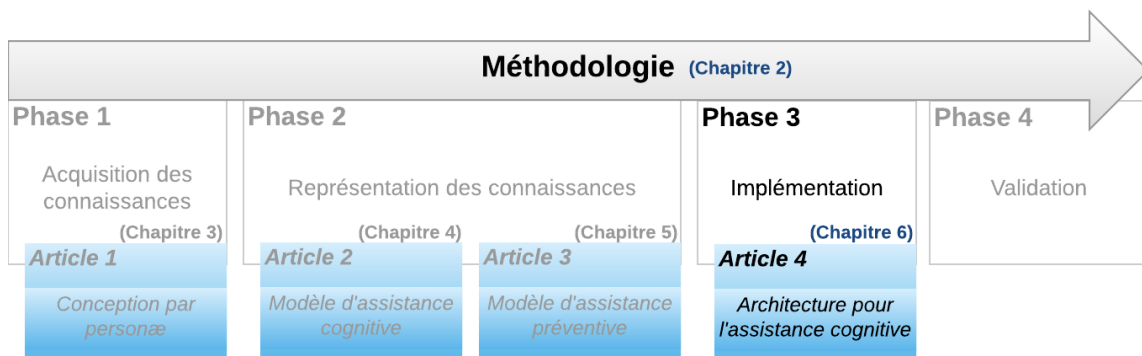 Méthodologie (Chapitre 2)
Phase 1
Acquisition des
connaissances
(Chapitre 3)
Article 1
Conception par
personæ
Phase 2
Représentation des connaissances
(Chapitre 4)
Article 2
Modèle d'assistance
cognitive
(Chapitre 5)
Article 3
Modèle d'assistance
préventive
Phase 3
Implémentation
(Chapitre 6)
Article 4
Architecture pour
l'assistance cognitive
Phase 4
Validation